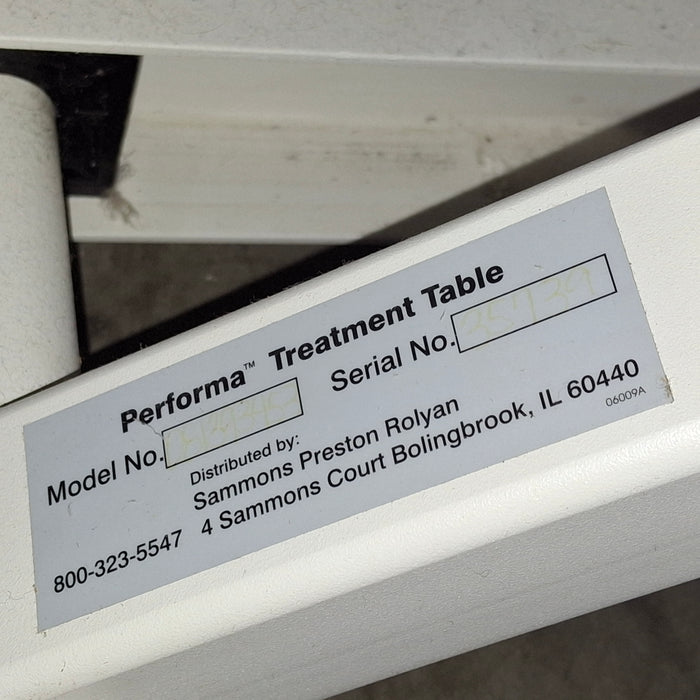 Performa™ Treatment Table
Model No. Serial No.
Distributed by:
Sammons Preston Rolyan
800-323-5547 4 Sammons Court Bolingbrook, IL 60440
06009A